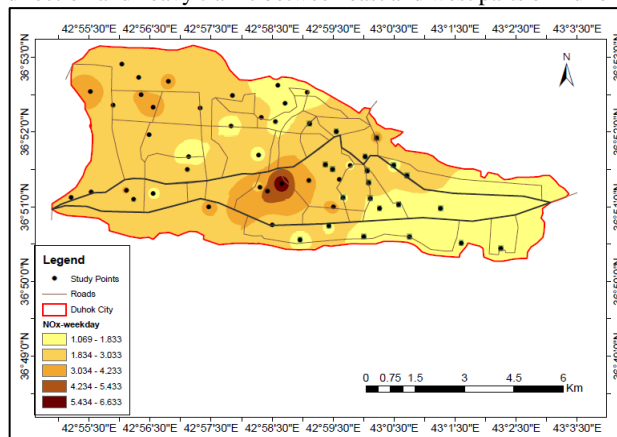 42°55'30"E 42°56'30"E 42°57'30"E 42°58'30"E 42°59'30"E 43°0'30"E 43°1'30"E 43°2'30"E 43°3'30"E
N
36°53'0"N
36°52'0"N
36°51'0"N
36°50'0"N
36°49'0"N
Legend
Study Points
Roads
Duhok City
NOx-weekday
1.069 - 1.833
1.834 - 3.033
3.034 - 4.233
4.234 - 5.433
5.434 - 6.633
0 0.75 1.5 3 4.5 6
Km
42°55'30"E 42°56'30"E 42°57'30"E 42°58'30"E 42°59'30"E 43°0'30"E 43°1'30"E 43°2'30"E 43°3'30"E